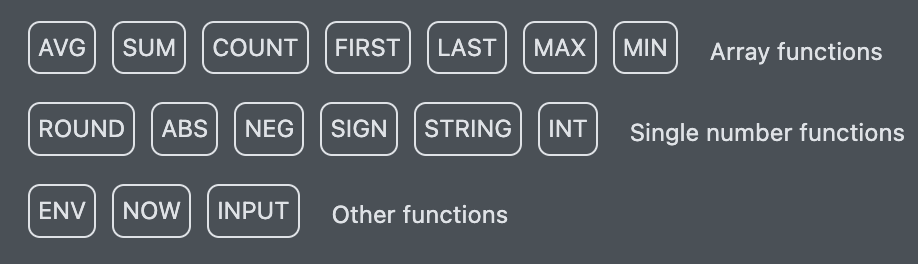 AVG SUM COUNT FIRST LAST MAX MIN Array functions
ROUND ABS NEG SIGN STRING INT Single number functions
ENV NOW INPUT Other functions